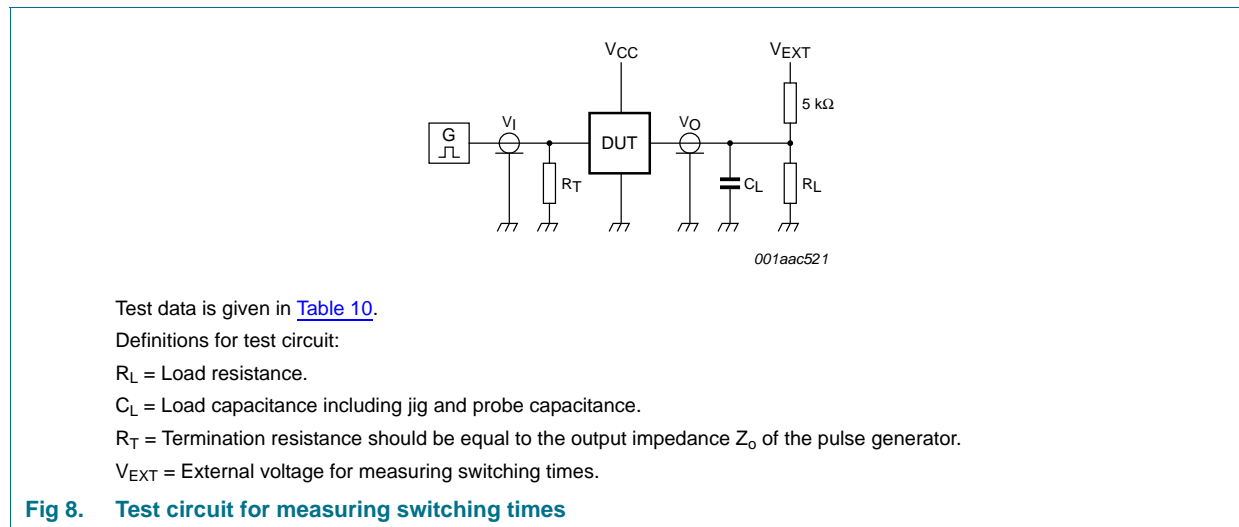 VCC
VEXT
5 kΩ
G
VI
DUT
VO
RT
CL
RL
001aac521
Test data is given in Table 10.
Definitions for test circuit:
RL = Load resistance.
CL = Load capacitance including jig and probe capacitance.
RT = Termination resistance should be equal to the output impedance Zo of the pulse generator.
VEXT = External voltage for measuring switching times.
Fig 8. Test circuit for measuring switching times